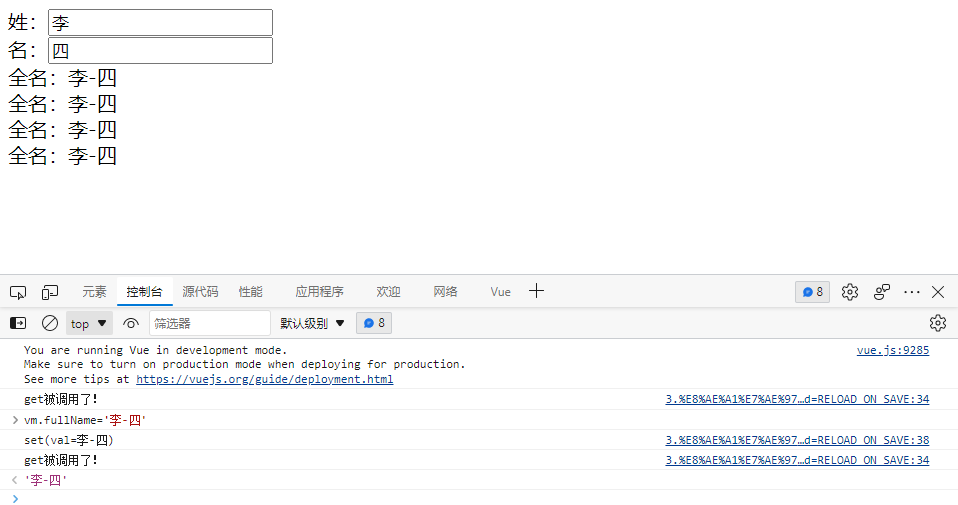 姓：李
名：四
全名：李-四
全名：李-四
全名：李-四
全名：李-四
元素 控制台 源代码 性能 应用程序 欢迎 网络 Vue 8
top 筛选器 默认级别 8
You are running Vue in development mode. vue.js:9285
Make sure to turn on production mode when deploying for production.
See more tips at https://vuejs.org/guide/deployment.html
get被调用了! 3.%E8%AE%A1%E7%AE%97…d=RELOAD_ON_SAVE:34
> vm.fullName='李-四'
set(val=李-四) 3.%E8%AE%A1%E7%AE%97…d=RELOAD_ON_SAVE:38
get被调用了! 3.%E8%AE%A1%E7%AE%97…d=RELOAD_ON_SAVE:34
< '李-四'
>